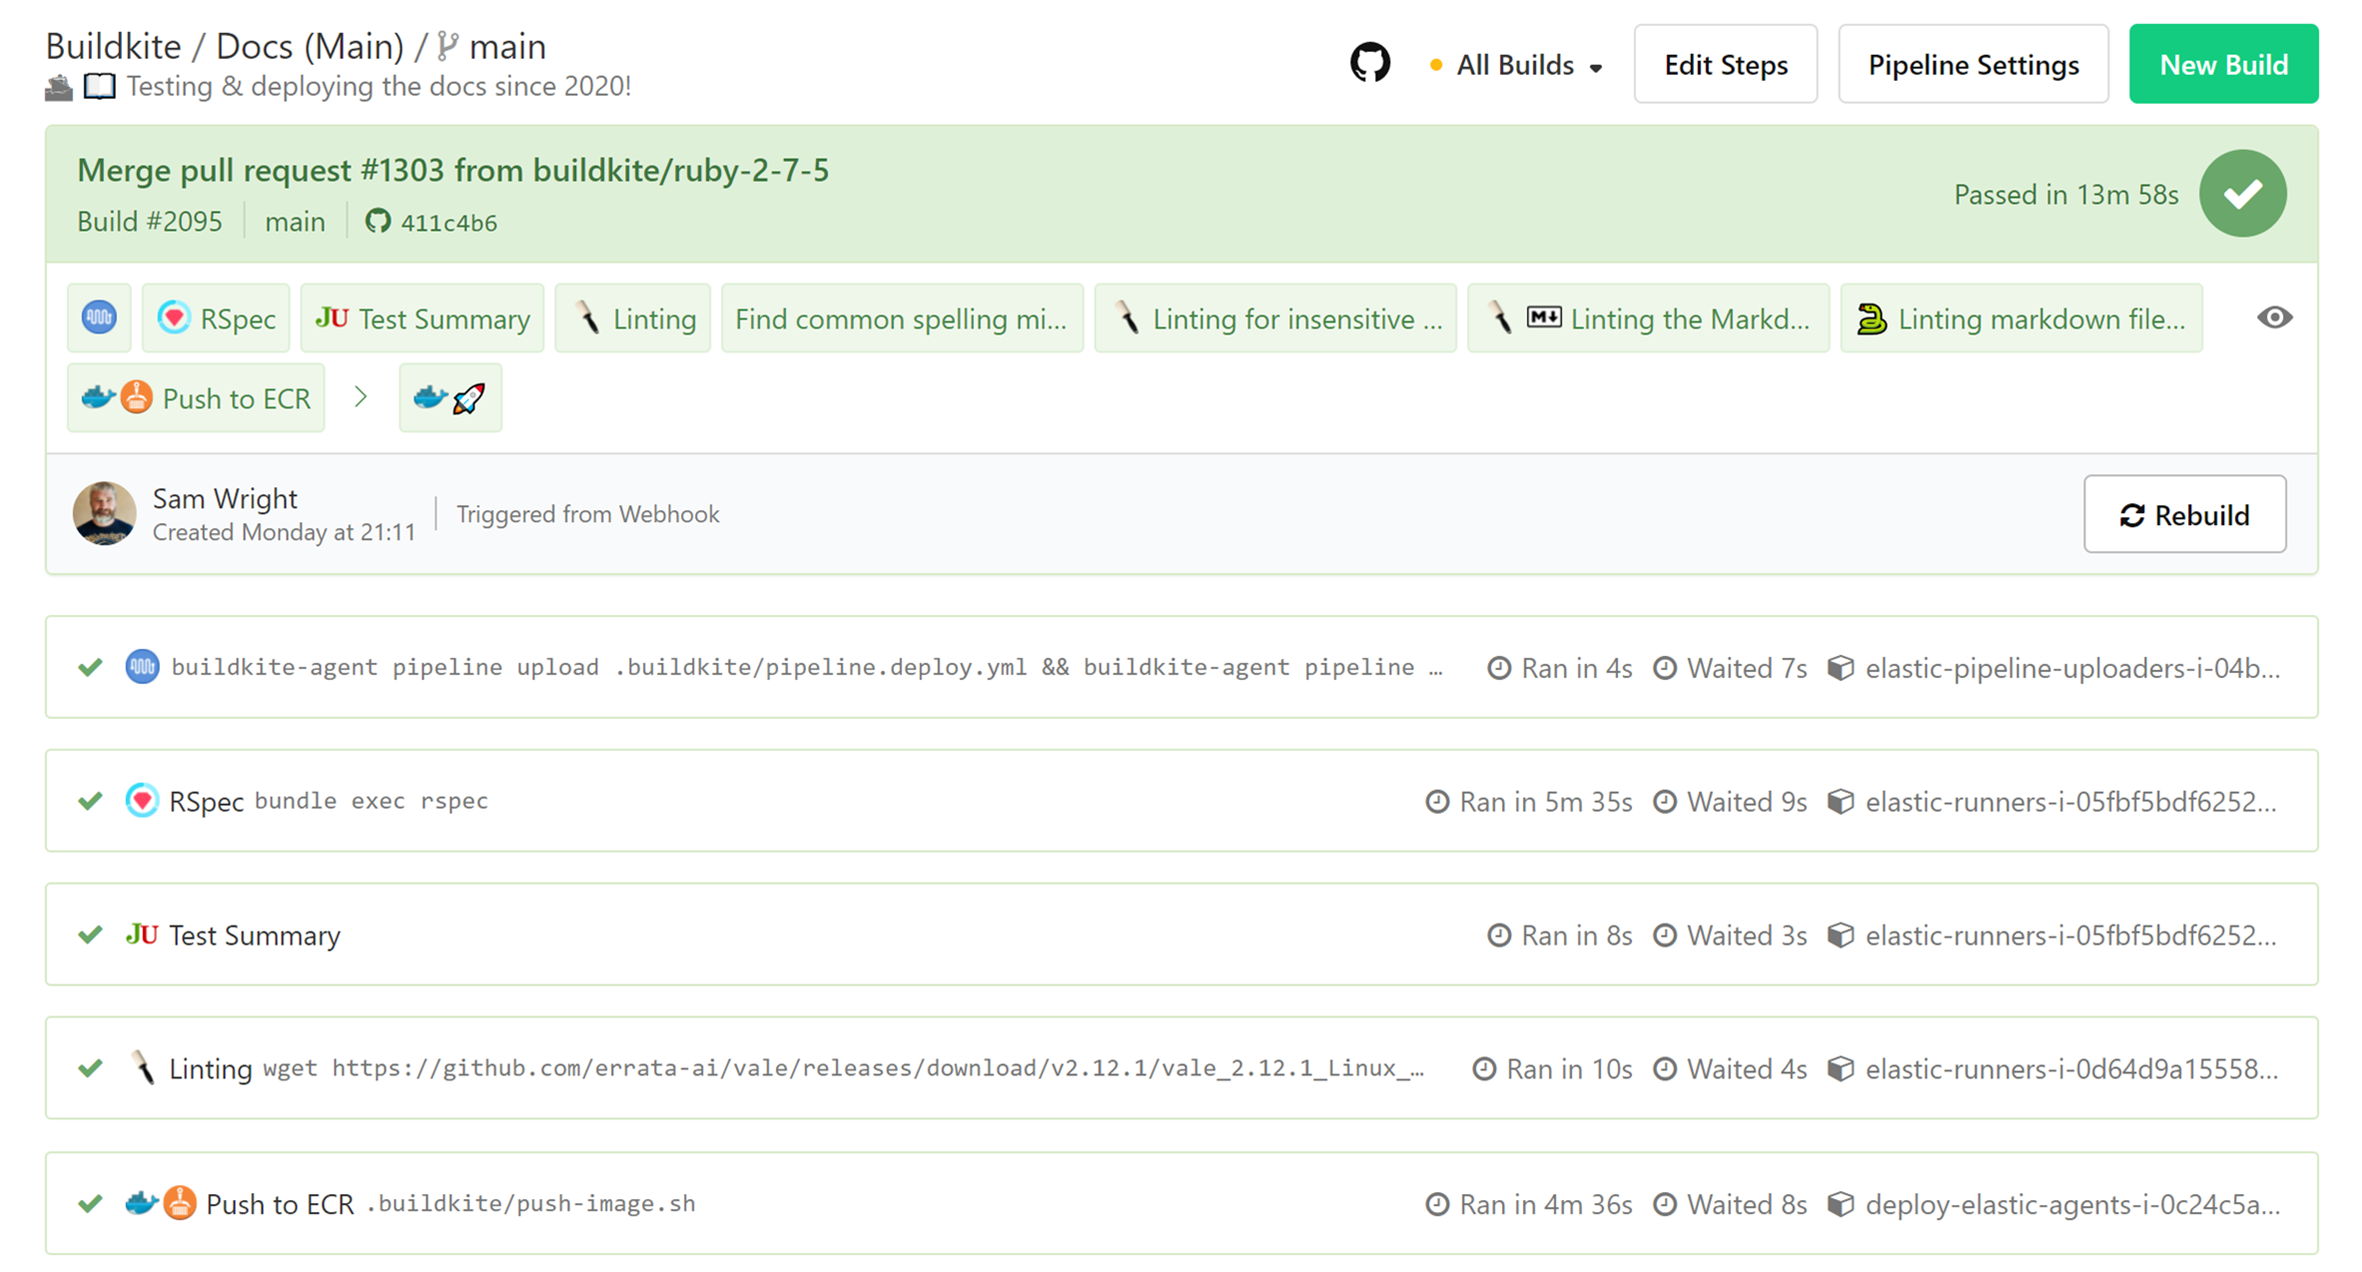 Buildkite / Docs (Main) / main
Testing & deploying the docs since 2020!
All Builds
Edit Steps
Pipeline Settings
New Build
Merge pull request #1303 from buildkite/ruby-2-7-5
Build #2095 main 411c4b6
Passed in 13m 58s
RSpec
JU Test Summary
Linting
Find common spelling mi...
Linting for insensitive ...
M Linting the Markd...
Linting markdown file...
Push to ECR
Sam Wright
Created Monday at 21:11
Triggered from Webhook
Rebuild
buildkite-agent pipeline upload .buildkite/pipeline.deploy.yml && buildkite-agent pipeline … Ran in 4s Waited 7s elastic-pipeline-uploaders-i-04b...
RSpec bundle exec rspec Ran in 5m 35s Waited 9s elastic-runners-i-05fbf5bdf6252...
JU Test Summary Ran in 8s Waited 3s elastic-runners-i-05fbf5bdf6252...
Linting wget https://github.com/errata-ai/vale/releases/download/v2.12.1/vale_2.12.1_Linux_… Ran in 10s Waited 4s elastic-runners-i-0d64d9a15558...
Push to ECR .buildkite/push-image.sh Ran in 4m 36s Waited 8s deploy-elastic-agents-i-0c24c5a...